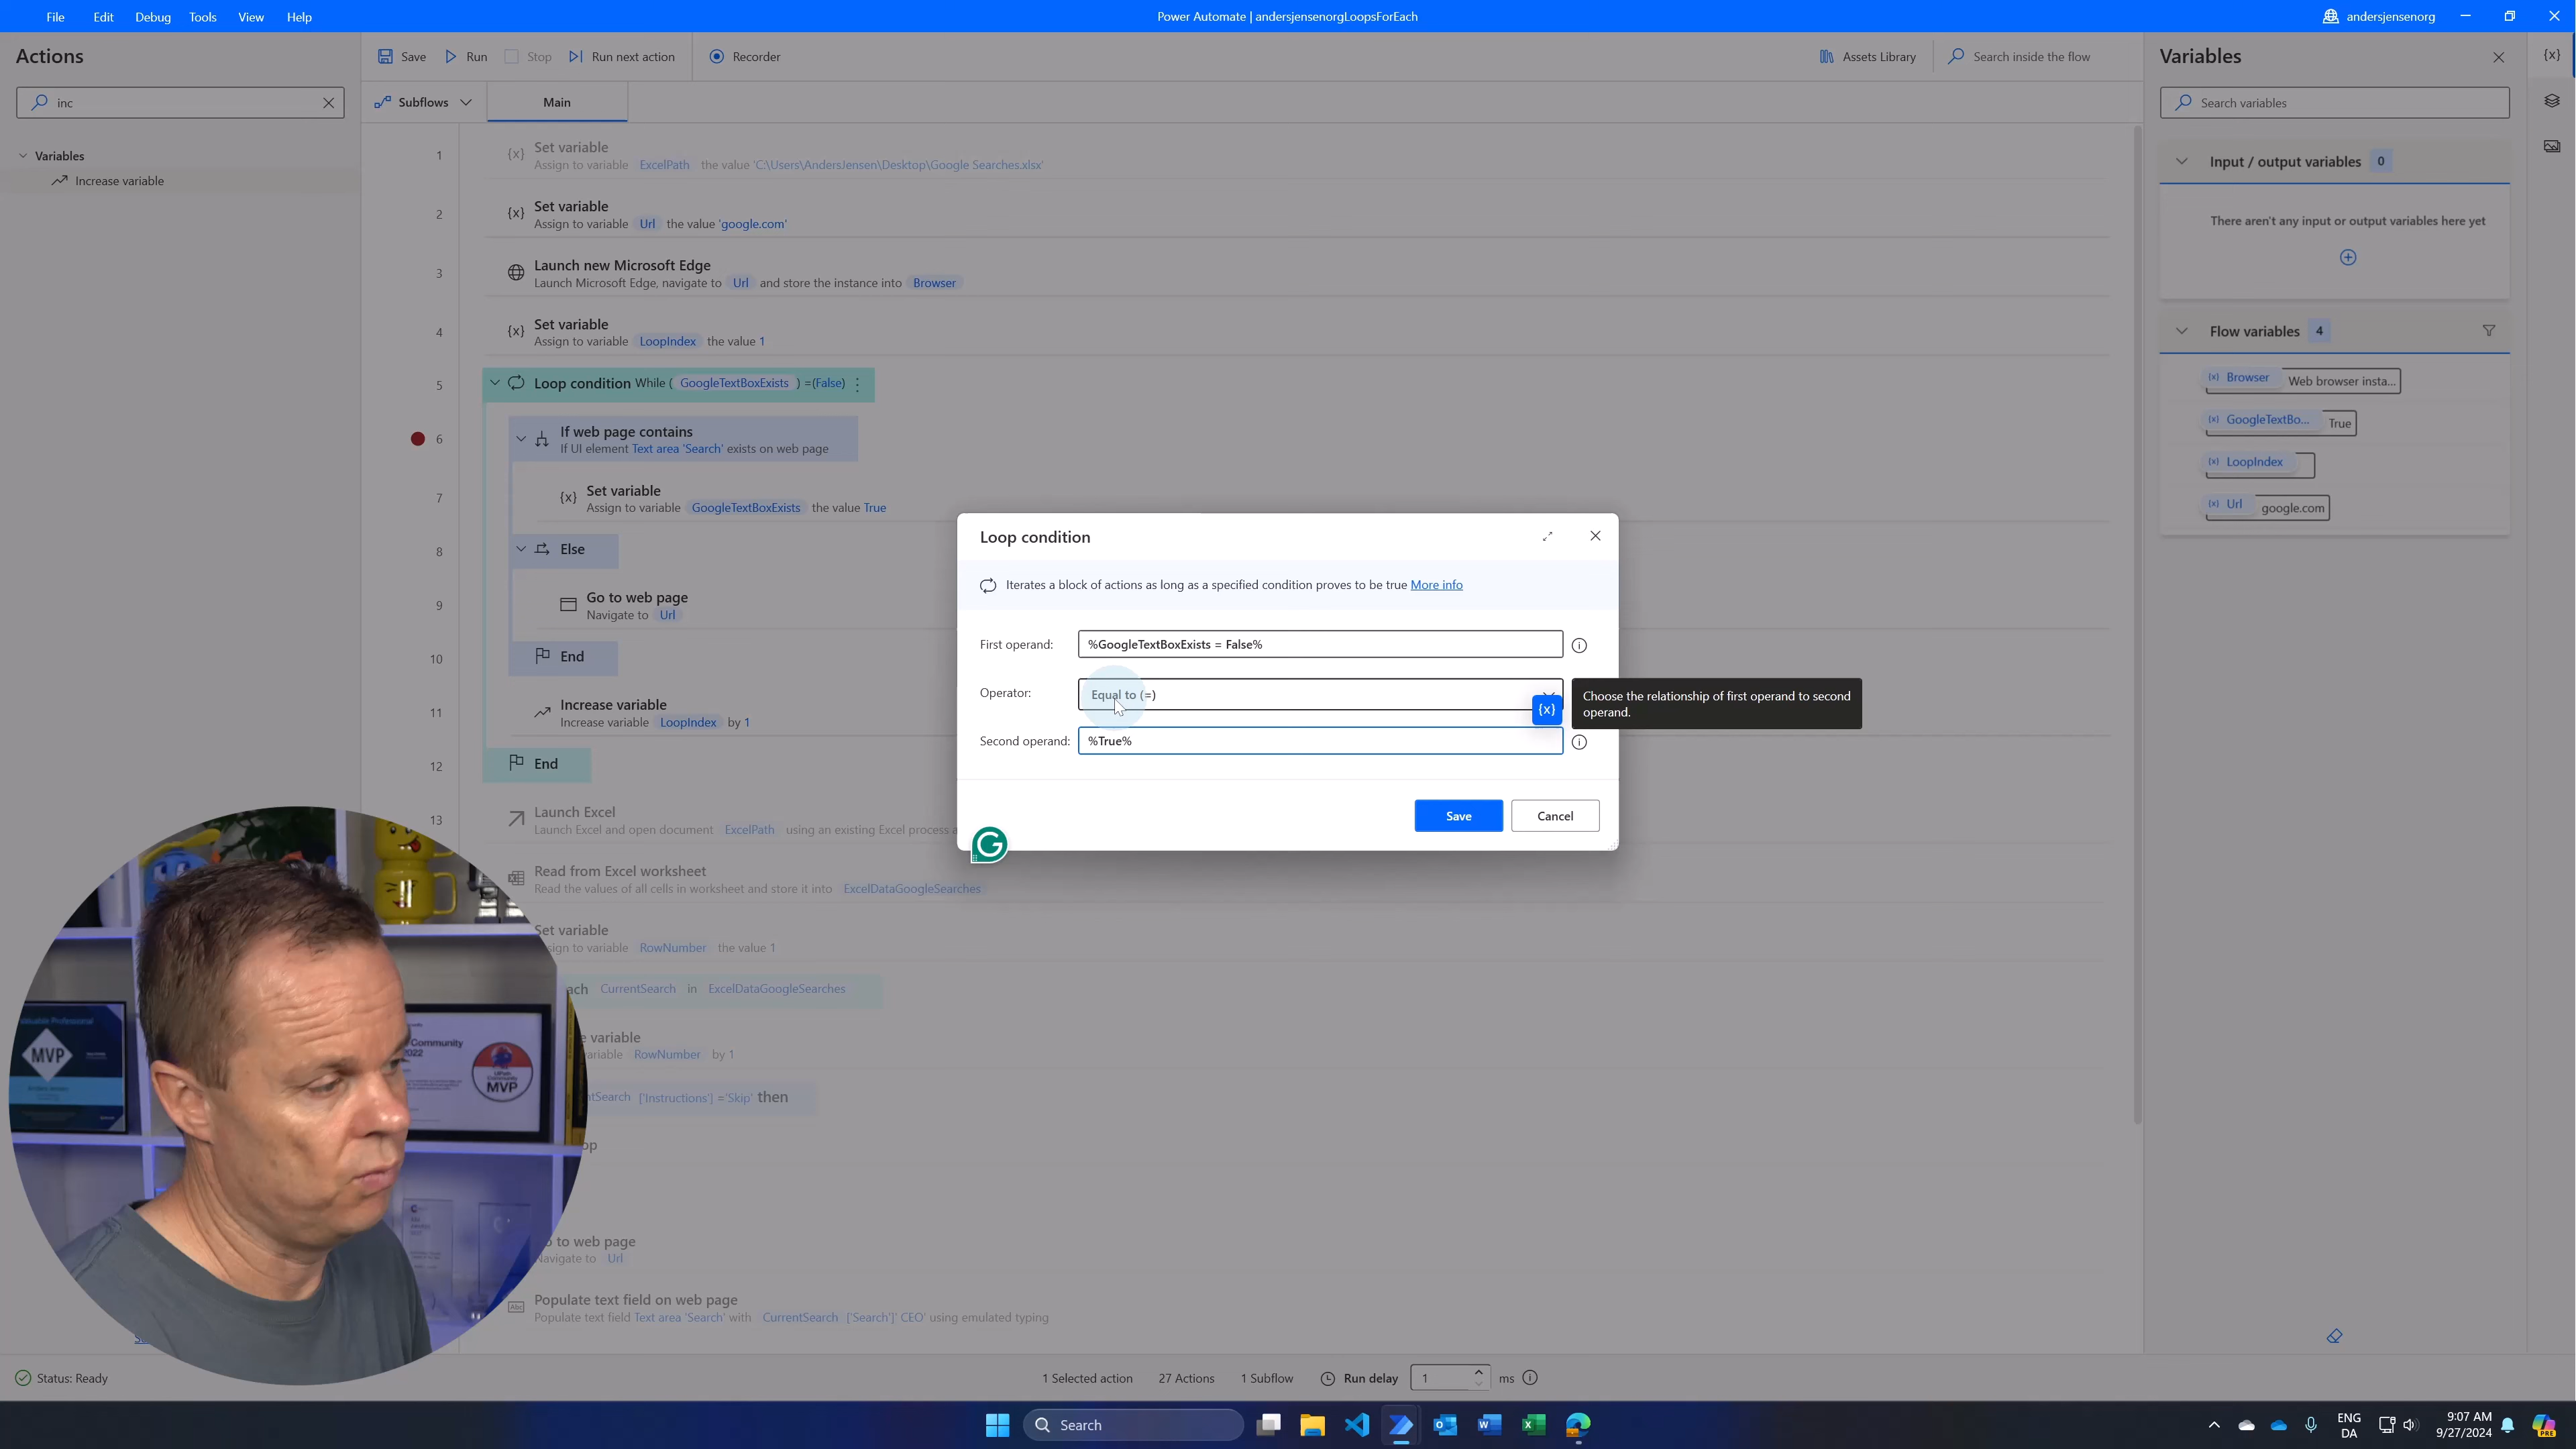 File Edit Debug Tools View Help
Power Automate | andersjensenorgLoopsForEach
andersjensenorg
Actions
Save Run Stop Run next action Recorder
Assets Library Search inside the flow
Variables
{x}
inc
Subflows Main
Search variables
Variables
Increase variable
1 {x} Set variable
Assign to variable ExcelPath the value 'C:\Users\AndersJensen\Desktop\Google Searches.xlsx'
2 {x} Set variable
Assign to variable Url the value 'google.com'
3 Launch new Microsoft Edge
Launch Microsoft Edge, navigate to Url and store the instance into Browser
4 {x} Set variable
Assign to variable LoopIndex the value 1
5 Loop condition While ( GoogleTextBoxExists ) =(False)
6 If web page contains
If UI element Text area 'Search' exists on web page
7 {x} Set variable
Assign to variable GoogleTextBoxExists the value True
8 Else
9 Go to web page
Navigate to Url
10 End
11 Increase variable
Increase variable LoopIndex by 1
12 End
13 Launch Excel
Launch Excel and open document ExcelPath using an existing Excel process
Read from Excel worksheet
Read the values of all cells in worksheet and store it into ExcelDataGoogleSearches
Set variable
sign to variable RowNumber the value 1
ach CurrentSearch in ExcelDataGoogleSearches
e variable
variable RowNumber by 1
ntSearch ['Instructions'] ='Skip' then
op
o to web page
Navigate to Url
Abc Populate text field on web page
Populate text field Text area 'Search' with CurrentSearch ['Search']' CEO' using emulated typing
Input / output variables 0
There aren't any input or output variables here yet
Flow variables 4
{x} Browser Web browser insta...
{x} GoogleTextBo... True
{x} LoopIndex
{x} Url google.com
Loop condition
Iterates a block of actions as long as a specified condition proves to be true More info
First operand: %GoogleTextBoxExists = False%
Operator: Equal to (=)
{x}
Choose the relationship of first operand to second
operand.
Second operand: %True%
Save Cancel
G
MVP
Community
2022
MVP
Status: Ready
1 Selected action 27 Actions 1 Subflow Run delay 1 ms
Search
ENG
DA
9:07 AM
9/27/2024
PRE